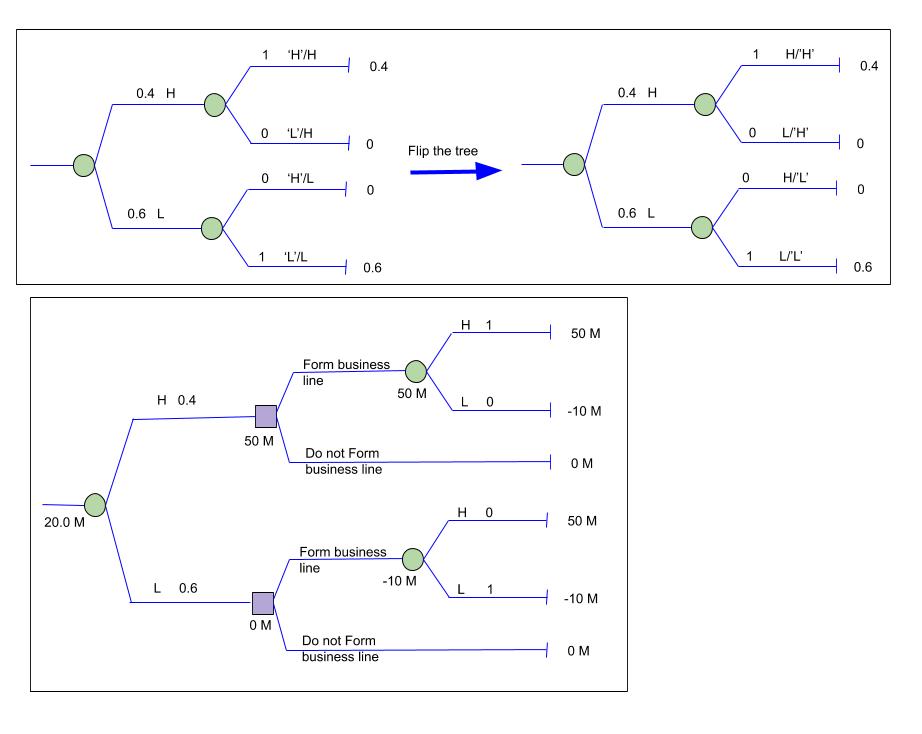 1 ‘H’/H
0.4
0.4 H
0 ‘L’/H
0
0 ‘H’/L
0
0.6 L
1 ‘L’/L
0.6
Flip the tree
1 H/’H’
0.4
0.4 H
0 L/’H’
0
0 H/’L’
0
0.6 L
1 L/’L’
0.6
H 1
50 M
Form business
line
50 M
L 0
-10 M
H 0.4
50 M
Do not Form
business line
0 M
20.0 M
H 0
50 M
Form business
line
-10 M
L 1
-10 M
L 0.6
0 M
Do not Form
business line
0 M